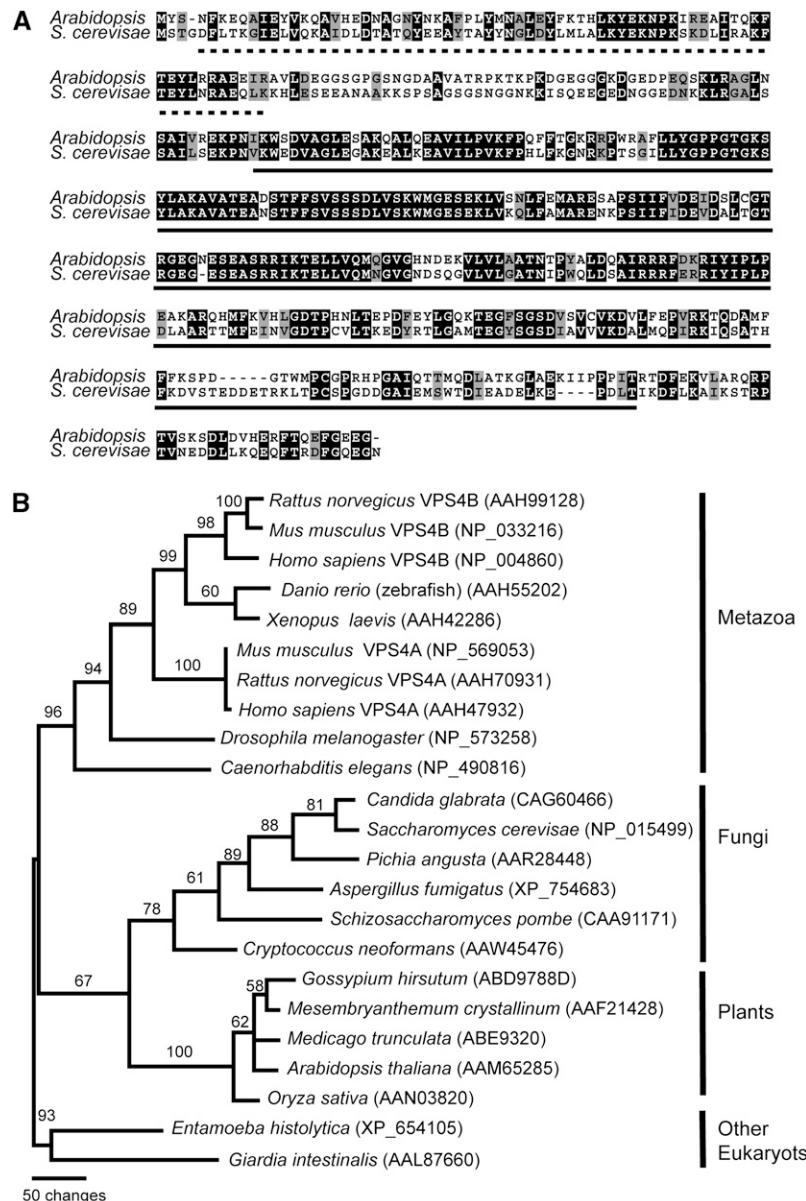 A
Arabidopsis MYS-NFKEQAIEYVKQAVHEDNAGNYNKAFPLYMNALEYFKTHLKYEKNPKIREAITQKF
S. cerevisae MSTGDFLTKGIELVQKAIDLDTATQYEEAYTAYYNGLDYLMLALKYEKNPKSKDLIRAKF
Arabidopsis TEYLRRAEEIRAVLDEGGSGPGSNGDAAVATRPKTKPKDGEGGGKDGEDPEQSKLRAGLN
S. cerevisae TEYLNRAEQLKKHLESEEANAAKKSPSAGSGSNGGNKKISQEEGEDNGGEDNKKLRGALS
Arabidopsis SAIVREKPNIKWSDVAGLESAKQALQEAVILPVKFPQFFTGKRRPWRAFLLYGPPGTGKS
S. cerevisae SAILSEKPNVKWEDVAGLEGAKEALKEAVILPVKFPHLFKGNRKPTSGILLYGPPGTGKS
Arabidopsis YLAKAVATEADSTFFSVSSSDLVSKWMGESEKLVSNLFEMARESAPSIIFVDEIDSLCGT
S. cerevisae YLAKAVATEANSTFFSVSSSDLVSKWMGESEKLVKQLFAMARENKPSIIFIDEVDALTGT
Arabidopsis RGEGNESEASRRIKTELLVQMQGVGHNDEKVLVLAATNTPYALDQAIRRRFDKRIYIPLP
S. cerevisae RGEG-ESEASRRIKTELLVQMNGVGNDSQGVLVLGATNIPWQLDSAIRRRFERRIYIPLP
Arabidopsis EAKARQHMFKVHLGDTPHNLTEPDFEYLGQKTEGFSGSDVSVCVKDVLFEPVRKTQDAMF
S. cerevisae DLAARTTMFEINVGDTPCVLTKEDYRTLGAMTEGYSGSDIAVVVKDALMQPIRKIQSATH
Arabidopsis FFKSPD-----GTWMPCGPRHPGAIQTTMQDLATKGLAEKIIPPPITRTDFEKVLARQRP
S. cerevisae FKDVSTEDDETRKLTPCSPGDDGAIEMSWTDIEADELKE----PDLTIKDFLKAIKSTRP
Arabidopsis TVSKSDLDVHERFTQEFGEEG-
S. cerevisae TVNEDDLLKQEQFTRDFGQEGN
B
100 Rattus norvegicus VPS4B (AAH99128)
98 Mus musculus VPS4B (NP_033216)
99 Homo sapiens VPS4B (NP_004860)
60 Danio rerio (zebrafish) (AAH55202)
89 Xenopus laevis (AAH42286)
Metazoa
Mus musculus VPS4A (NP_569053)
100 Rattus norvegicus VPS4A (AAH70931)
94 Homo sapiens VPS4A (AAH47932)
96 Drosophila melanogaster (NP_573258)
Caenorhabditis elegans (NP_490816)
81 Candida glabrata (CAG60466)
88 Saccharomyces cerevisae (NP_015499)
Fungi
89 Pichia angusta (AAR28448)
61 Aspergillus fumigatus (XP_754683)
78 Schizosaccharomyces pombe (CAA91171)
Cryptococcus neoformans (AAW45476)
67
58 Gossypium hirsutum (ABD9788D)
62 Mesembryanthemum crystallinum (AAF21428)
Plants
Medicago trunculata (ABE9320)
100 Arabidopsis thaliana (AAM65285)
Oryza sativa (AAN03820)
93 Entamoeba histolytica (XP_654105)
Other
Eukaryots
Giardia intestinalis (AAL87660)
50 changes